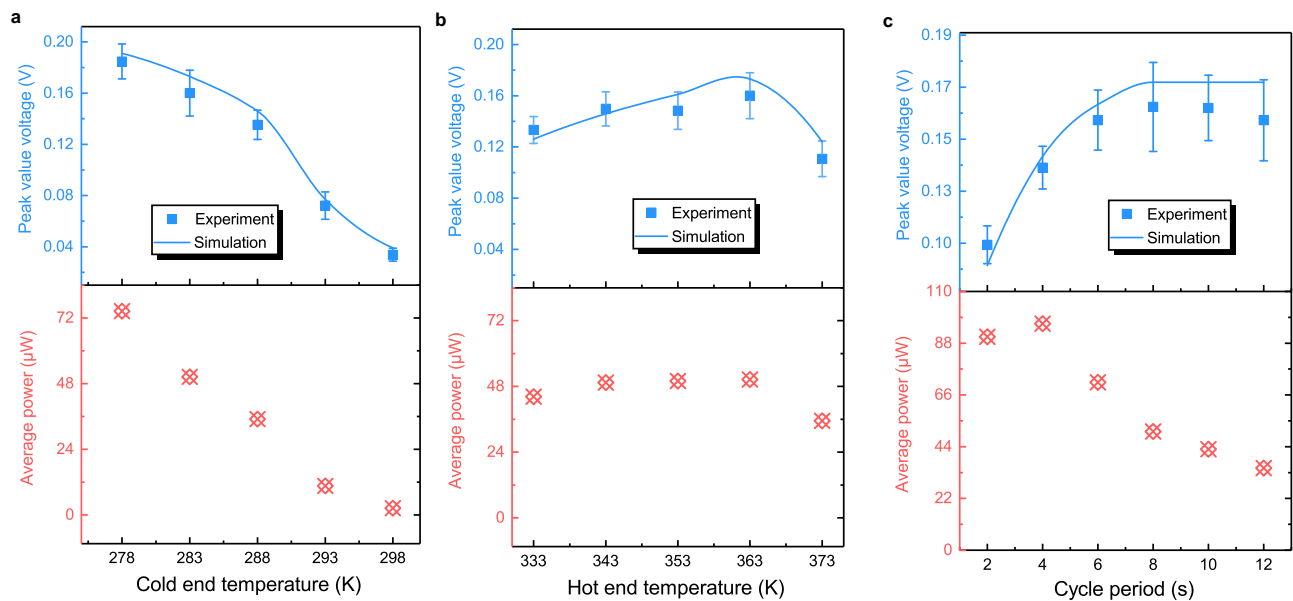 a
Peak value voltage (V)
0.20
0.16
0.12
0.08
0.04
Experiment
Simulation
Average power (μW)
72
48
24
0
278 283 288 293 298
Cold end temperature (K)
b
Peak value voltage (V)
0.20
0.16
0.12
0.08
0.04
Experiment
Simulation
Average power (μW)
72
48
24
0
333 343 353 363 373
Hot end temperature (K)
c
Peak value voltage (V)
0.19
0.17
0.15
0.13
0.10
Experiment
Simulation
Average power (μW)
110
88
66
44
22
0
2 4 6 8 10 12
Cycle period (s)